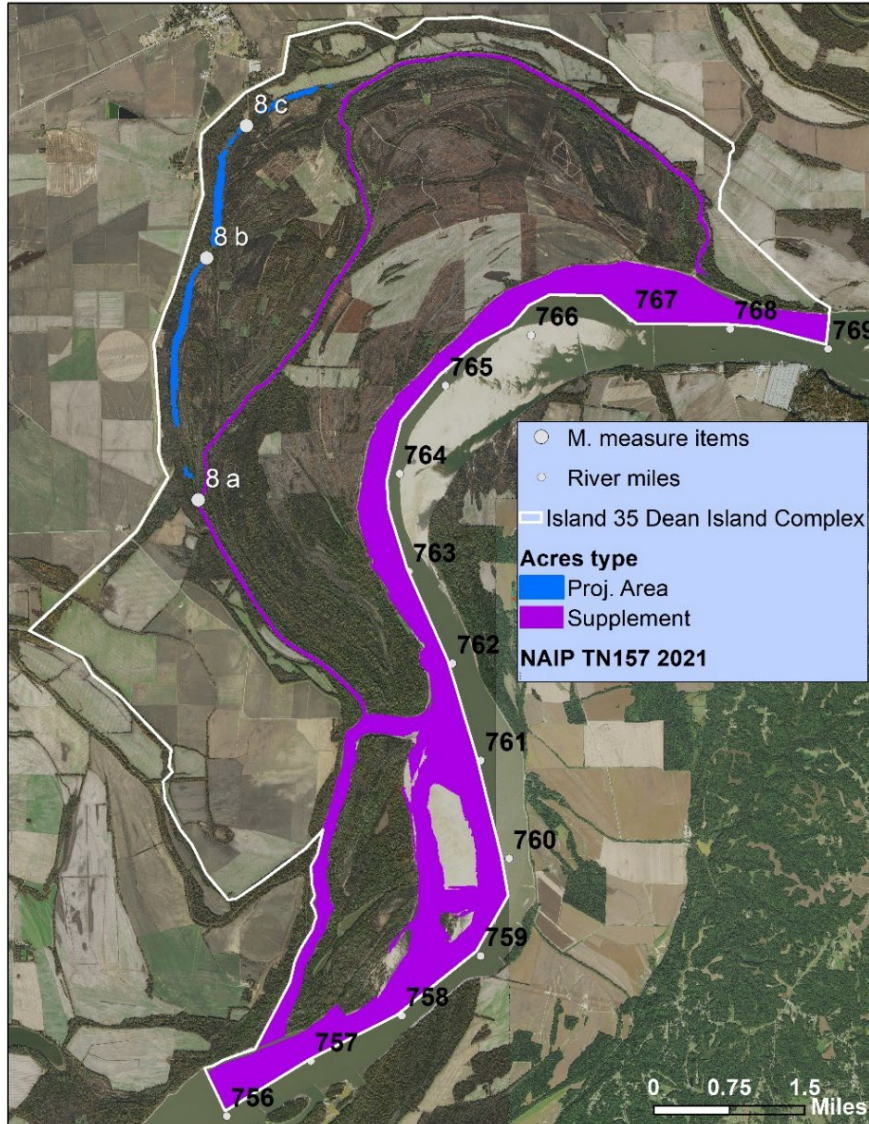 8 c
8 b
8 a
769
768
767
766
765
764
763
762
761
760
759
758
757
756
M. measure items
River miles
Island 35 Dean Island Complex
Acres type
Proj. Area
Supplement
NAIP TN157 2021
0 0.75 1.5
Miles